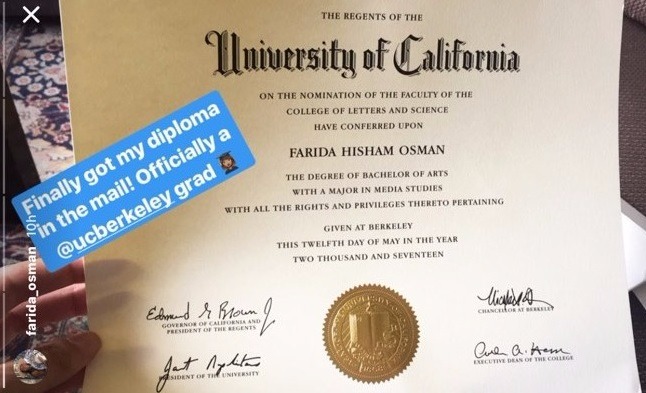 THE REGENTS OF THE
University of California
ON THE NOMINATION OF THE FACULTY OF THE
COLLEGE OF LETTERS AND SCIENCE
HAVE CONFERRED UPON
FARIDA HISHAM OSMAN
THE DEGREE OF BACHELOR OF ARTS
WITH A MAJOR IN MEDIA STUDIES
WITH ALL THE RIGHTS AND PRIVILEGES THERETO PERTAINING
GIVEN AT BERKELEY
THIS TWELFTH DAY OF MAY IN THE YEAR
TWO THOUSAND AND SEVENTEEN
Finally got my diploma
in the mail! Officially a
@ucberkeley grad 👩🏻‍🎓
farida_osman 10h
Edmund G Brown Jr
GOVERNOR OF CALIFORNIA AND
PRESIDENT OF THE REGENTS
PRESIDENT OF THE UNIVERSITY
CHANCELLOR AT BERKELEY
EXECUTIVE DEAN OF THE COLLEGE